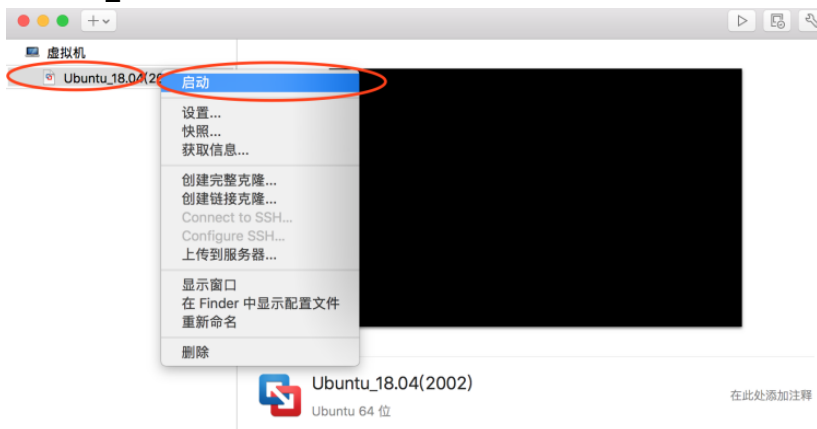 虚拟机
Ubuntu_18.04(20
启动
设置...
快照...
获取信息...
创建完整克隆...
创建链接克隆...
Connect to SSH...
Configure SSH...
上传到服务器...
显示窗口
在 Finder 中显示配置文件
重新命名
删除
Ubuntu_18.04(2002)
Ubuntu 64 位
在此处添加注释